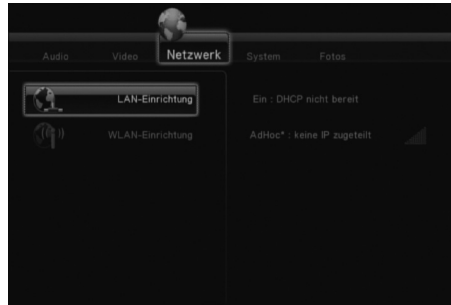 Audio Video Netzwerk System Fotos
LAN-Einrichtung Ein : DHCP nicht bereit
WLAN-Einrichtung AdHoc* : keine IP zugeteilt